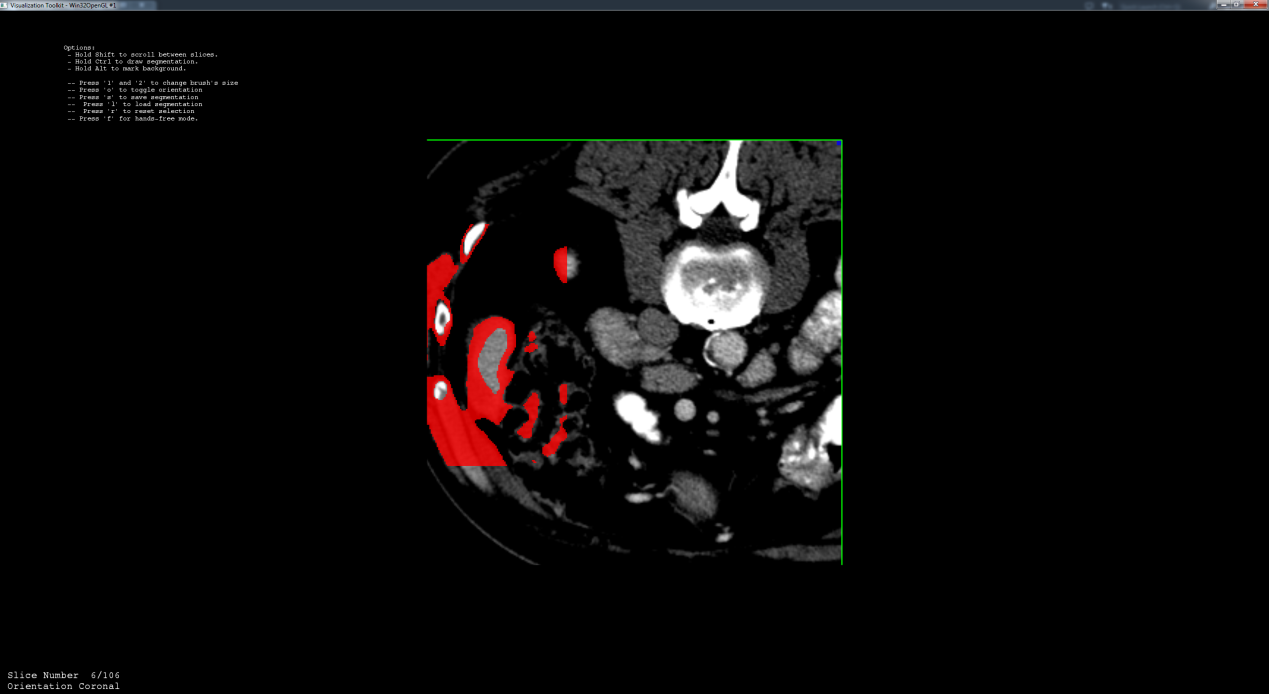 Visualization Toolkit - Win32OpenGL #1
Options:
- Hold Shift to scroll between slices.
- Hold Ctrl to draw segmentation.
- Hold Alt to mark background.
-- Press '1' and '2' to change brush's size
-- Press 'o' to toggle orientation
-- Press 's' to save segmentation
-- Press 'l' to load segmentation
-- Press 'r' to reset selection
-- Press 'f' for hands-free mode.
Slice Number 6/106
Orientation Coronal